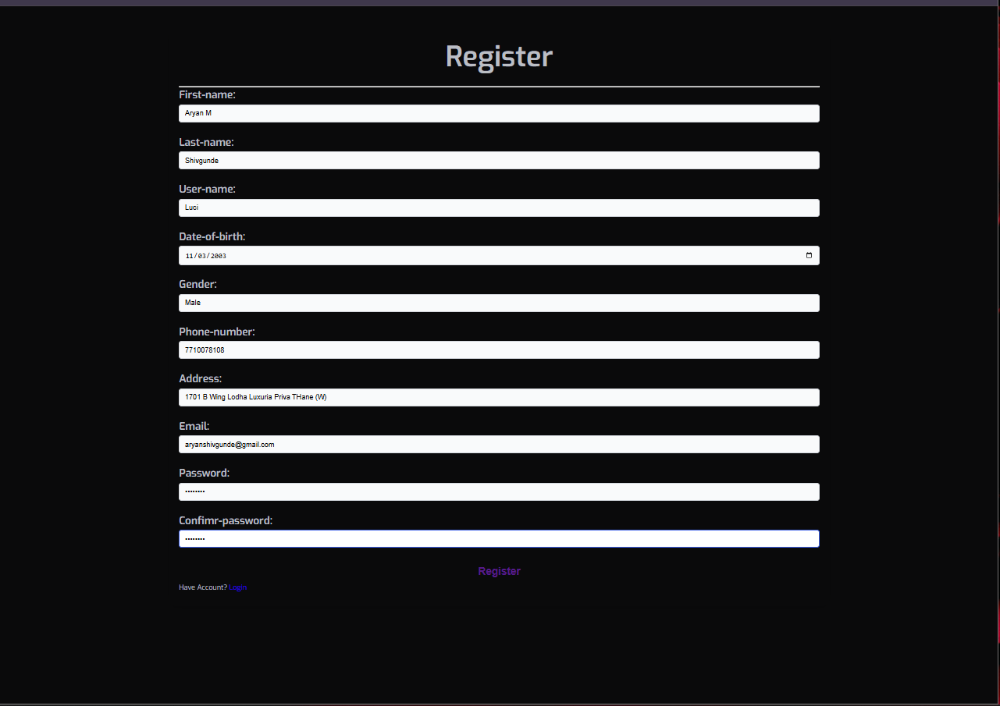 Register
First-name:
Aryan M
Last-name:
Shivgunde
User-name:
Luci
Date-of-birth:
11/03/2003
Gender:
Male
Phone-number:
7710078108
Address:
1701 B Wing Lodha Luxuria Priva THane (W)
Email:
aryanshivgunde@gmail.com
Password:
••••••••
Confimr-password:
••••••••
Register
Have Account? Login